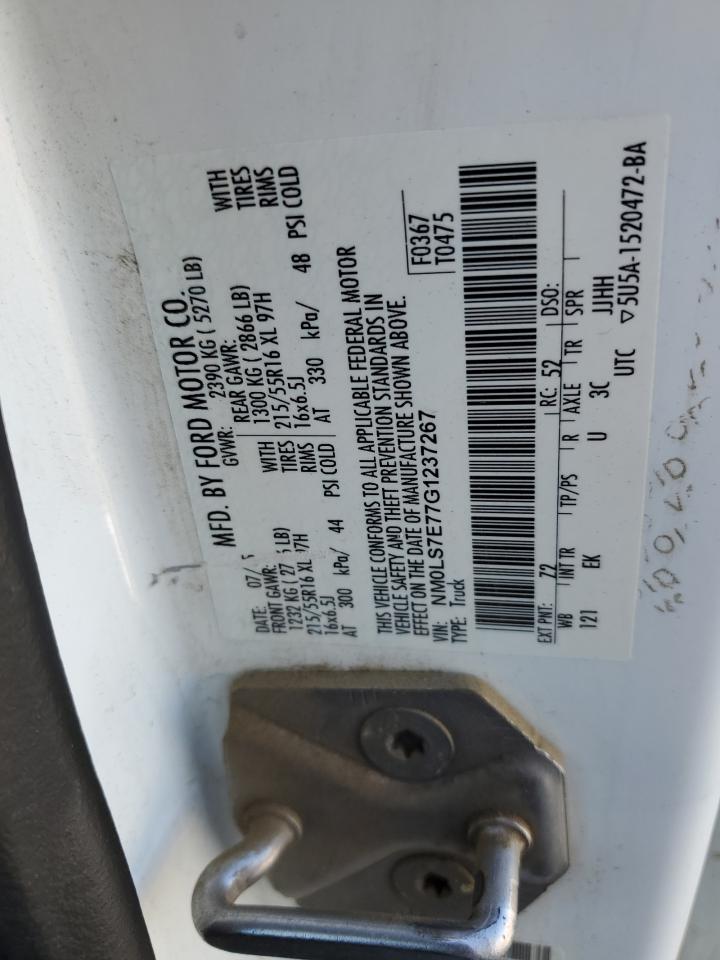 MFD. BY FORD MOTOR CO.
DATE: 07/ 5 GVWR: 2390 KG ( 5270 LB)
FRONT GAWR: REAR GAWR: WITH
1232 KG ( 27 LB) WITH 1300 KG ( 2866 LB) TIRES
215/55R16 XL 97H TIRES 215/55R16 XL 97H RIMS
16x6.5J RIMS 16x6.5J
AT 300 kPa/ 44 PSI COLD AT 330 kPa/ 48 PSI COLD
THIS VEHICLE CONFORMS TO ALL APPLICABLE FEDERAL MOTOR
VEHICLE SAFETY AND THEFT PREVENTION STANDARDS IN
EFFECT ON THE DATE OF MANUFACTURE SHOWN ABOVE.
VIN: NM0LS7E77G1237267 F0367
TYPE: Truck T0475
EXT PNT: Z2 RC: 52 DSO:
WB INT TR TP/PS R AXLE TR SPR
121 EK U 3C JJHH
UTC ▽5U5A-1520472-BA